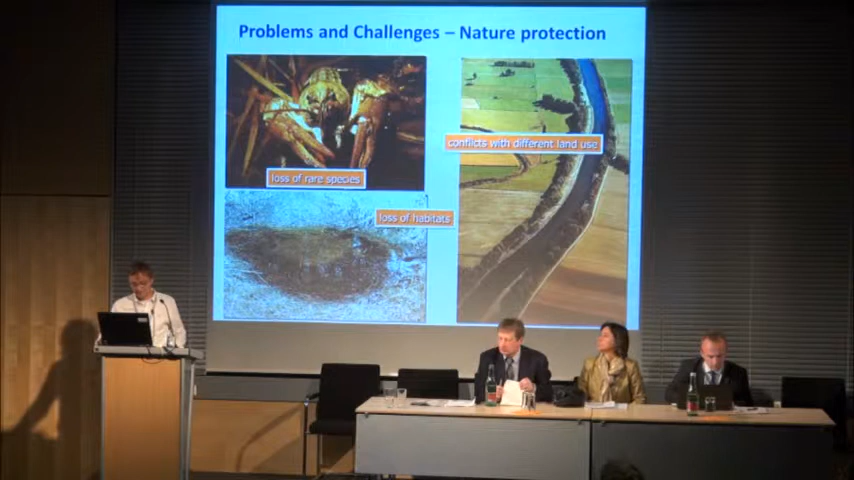 Problems and Challenges – Nature protection
conflicts with different land use
loss of rare species
loss of habitats